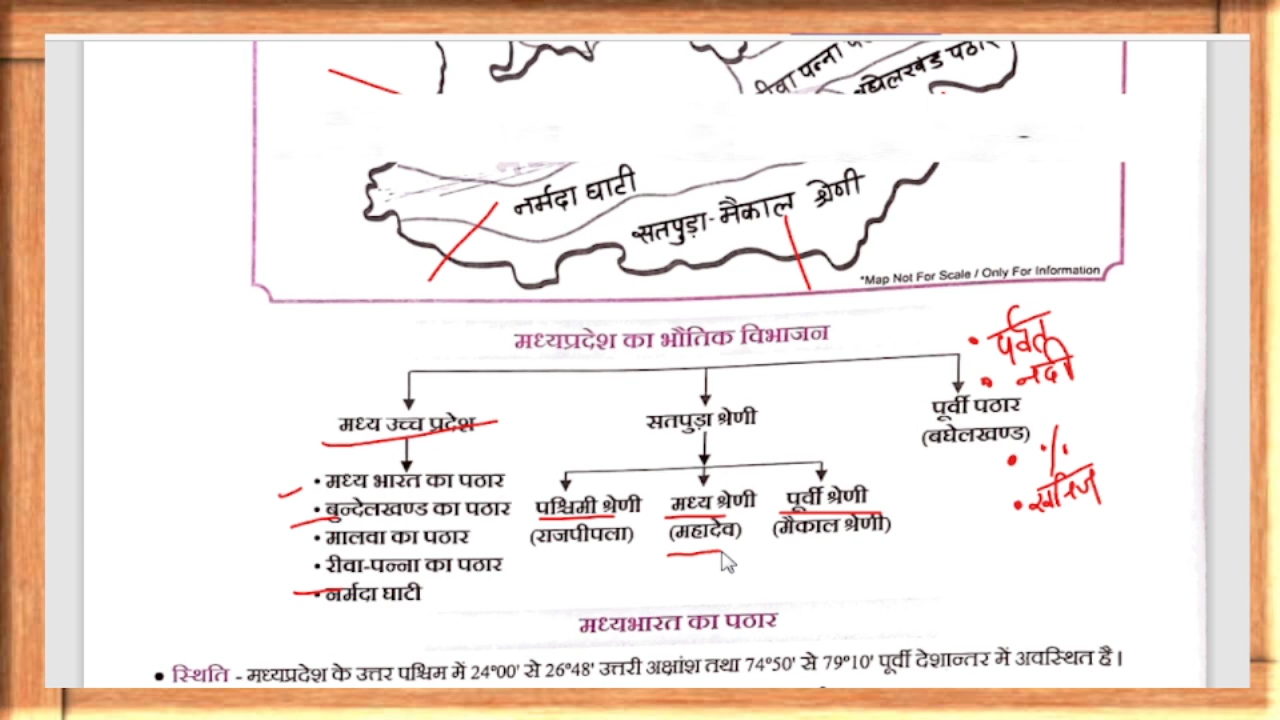 रीवा पन्ना
बघेलखंड पठार
नर्मदा घाटी
सतपुड़ा-मैकाल श्रेणी
*Map Not For Scale / Only For Information
मध्यप्रदेश का भौतिक विभाजन
• पर्वत
• नदी
मध्य उच्च प्रदेश
सतपुड़ा श्रेणी
पूर्वी पठार
(बघेलखण्ड)
• %
• खनिज
• मध्य भारत का पठार
• बुन्देलखण्ड का पठार
• मालवा का पठार
• रीवा-पन्ना का पठार
• नर्मदा घाटी
पश्चिमी श्रेणी
(राजपीपला)
मध्य श्रेणी
(महादेव)
पूर्वी श्रेणी
(मैकाल श्रेणी)
मध्यभारत का पठार
• स्थिति - मध्यप्रदेश के उत्तर पश्चिम में 24°00' से 26°48' उत्तरी अक्षांश तथा 74°50' से 79°10' पूर्वी देशान्तर में अवस्थित है।